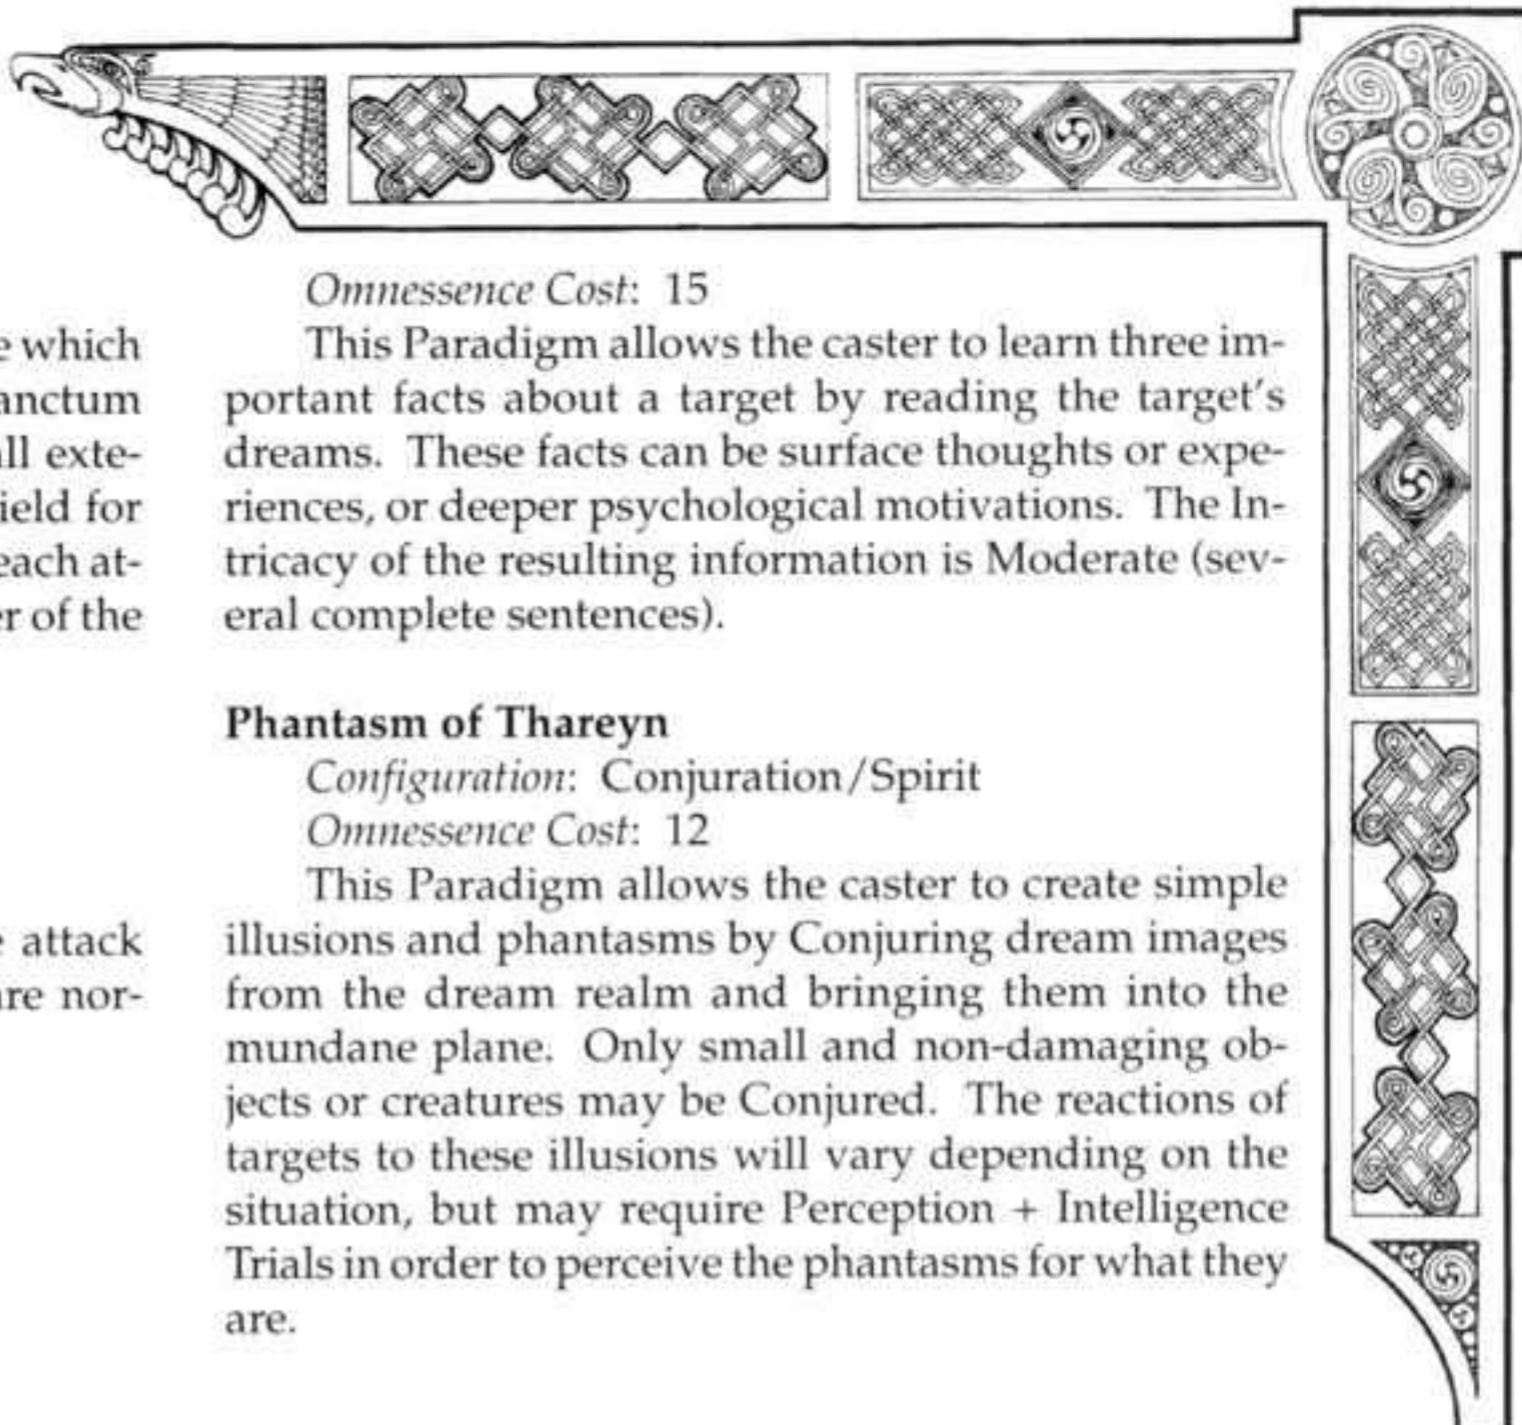 e which
anctum
all exte-
ield for
each at-
er of the
e attack
are nor-
Omnessence Cost: 15
This Paradigm allows the caster to learn three im-
portant facts about a target by reading the target's
dreams. These facts can be surface thoughts or expe-
riences, or deeper psychological motivations. The In-
tricacy of the resulting information is Moderate (sev-
eral complete sentences).
Phantasm of Thareyn
Configuration: Conjuration/Spirit
Omnessence Cost: 12
This Paradigm allows the caster to create simple
illusions and phantasms by Conjuring dream images
from the dream realm and bringing them into the
mundane plane. Only small and non-damaging ob-
jects or creatures may be Conjured. The reactions of
targets to these illusions will vary depending on the
situation, but may require Perception + Intelligence
Trials in order to perceive the phantasms for what they
are.